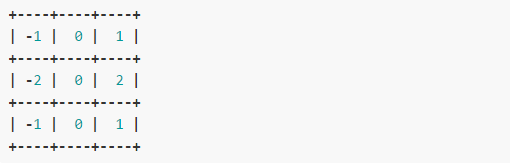 +----+----+----+
| -1 |  0 |  1 |
+----+----+----+
| -2 |  0 |  2 |
+----+----+----+
| -1 |  0 |  1 |
+----+----+----+